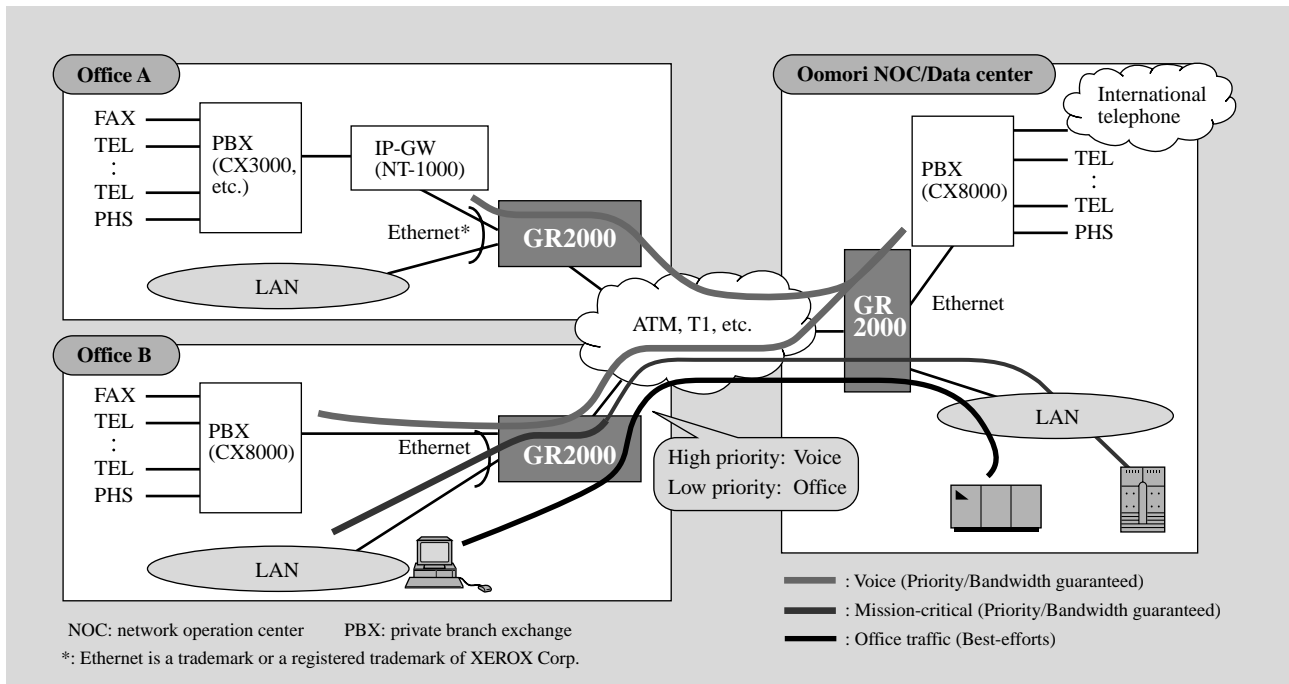 Office A
FAX
TEL
:
TEL
PHS
PBX
(CX3000,
etc.)
IP-GW
(NT-1000)
Ethernet*
GR2000
LAN
Office B
FAX
TEL
:
TEL
PHS
PBX
(CX8000)
Ethernet
GR2000
LAN
ATM, T1, etc.
High priority: Voice
Low priority: Office
Oomori NOC/Data center
International
telephone
PBX
(CX8000)
TEL
:
TEL
PHS
GR
2000
Ethernet
LAN
: Voice (Priority/Bandwidth guaranteed)
: Mission-critical (Priority/Bandwidth guaranteed)
: Office traffic (Best-efforts)
NOC: network operation center PBX: private branch exchange
*: Ethernet is a trademark or a registered trademark of XEROX Corp.